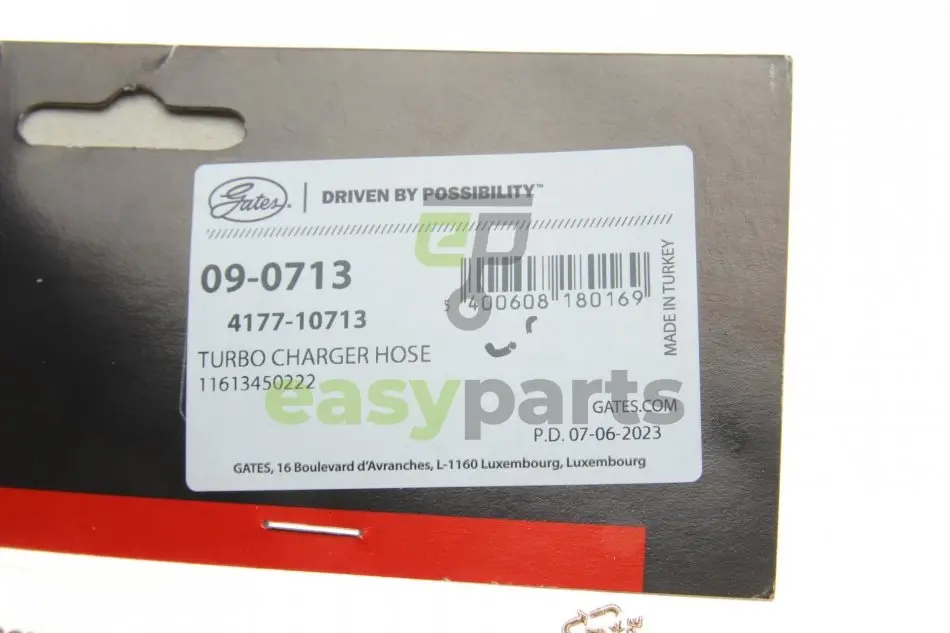 Gates | DRIVEN BY POSSIBILITY™
09-0713
4177-10713
5 400608 180169
MADE IN TURKEY
TURBO CHARGER HOSE
11613450222
easyparts
GATES.COM
P.D. 07-06-2023
GATES, 16 Boulevard d'Avranches, L-1160 Luxembourg, Luxembourg